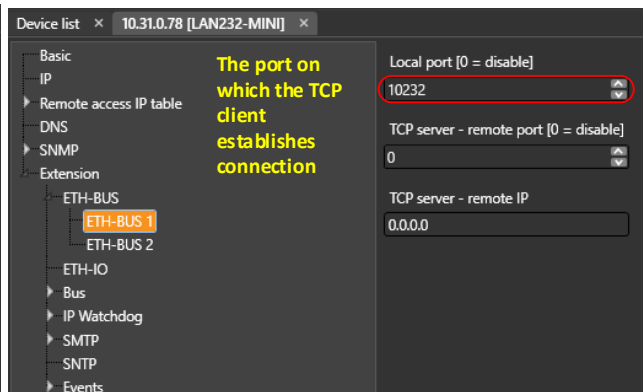 Device list × 10.31.0.78 [LAN232-MINI] ×
Basic
IP
Remote access IP table
DNS
SNMP
Extension
ETH-BUS
ETH-BUS 1
ETH-BUS 2
ETH-IO
Bus
IP Watchdog
SMTP
SNTP
Events
The port on
which the TCP
client
establishes
connection
Local port [0 = disable]
10232
TCP server - remote port [0 = disable]
0
TCP server - remote IP
0.0.0.0